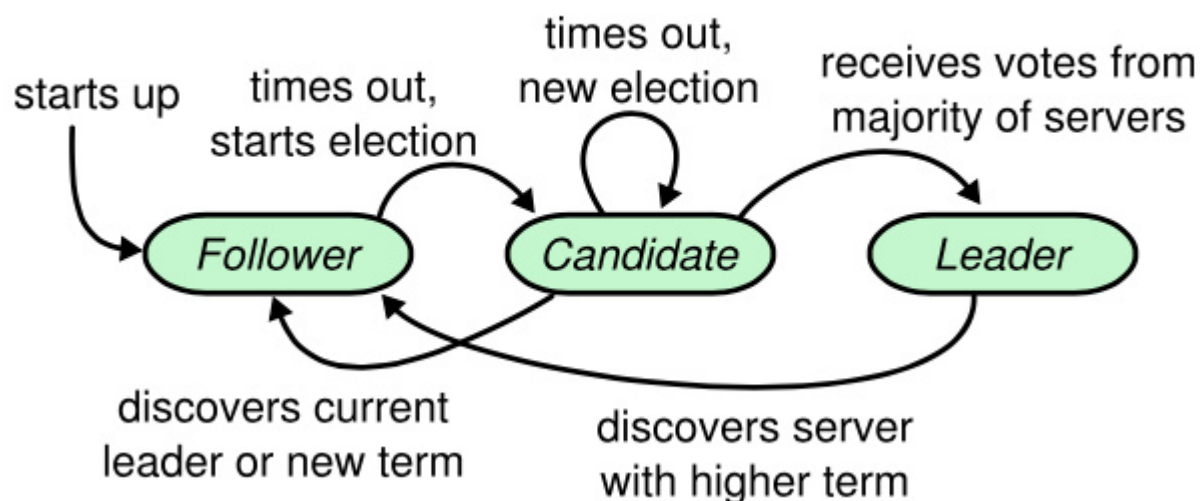 starts up
times out,
starts election
times out,
new election
receives votes from
majority of servers
Follower
Candidate
Leader
discovers current
leader or new term
discovers server
with higher term